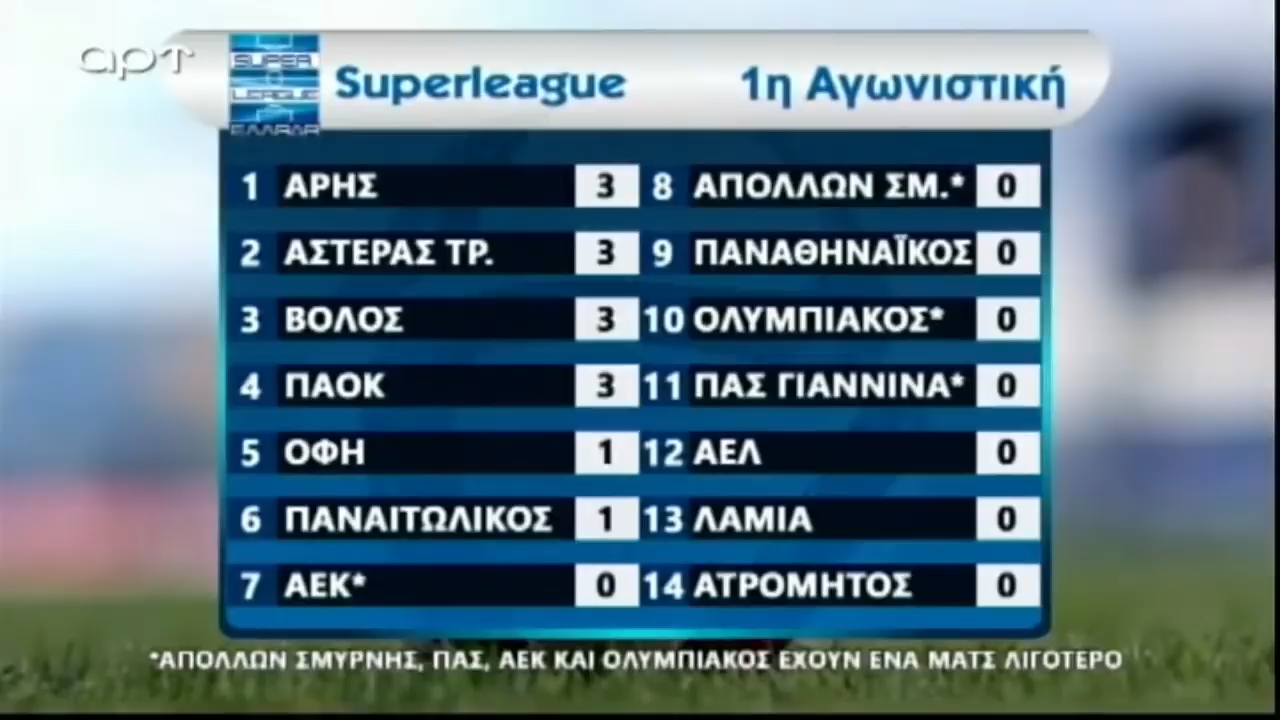 αρτ
SUPER
LEAGUE
ΕΛΛΑΔΑ
Superleague 1η Αγωνιστική
1 ΑΡΗΣ 3 8 ΑΠΟΛΛΩΝ ΣΜ.* 0
2 ΑΣΤΕΡΑΣ ΤΡ. 3 9 ΠΑΝΑΘΗΝΑΪΚΟΣ 0
3 ΒΟΛΟΣ 3 10 ΟΛΥΜΠΙΑΚΟΣ* 0
4 ΠΑΟΚ 3 11 ΠΑΣ ΓΙΑΝΝΙΝΑ* 0
5 ΟΦΗ 1 12 ΑΕΛ 0
6 ΠΑΝΑΙΤΩΛΙΚΟΣ 1 13 ΛΑΜΙΑ 0
7 ΑΕΚ* 0 14 ΑΤΡΟΜΗΤΟΣ 0
*ΑΠΟΛΛΩΝ ΣΜΥΡΝΗΣ, ΠΑΣ, ΑΕΚ ΚΑΙ ΟΛΥΜΠΙΑΚΟΣ ΕΧΟΥΝ ΕΝΑ ΜΑΤΣ ΛΙΓΟΤΕΡΟ